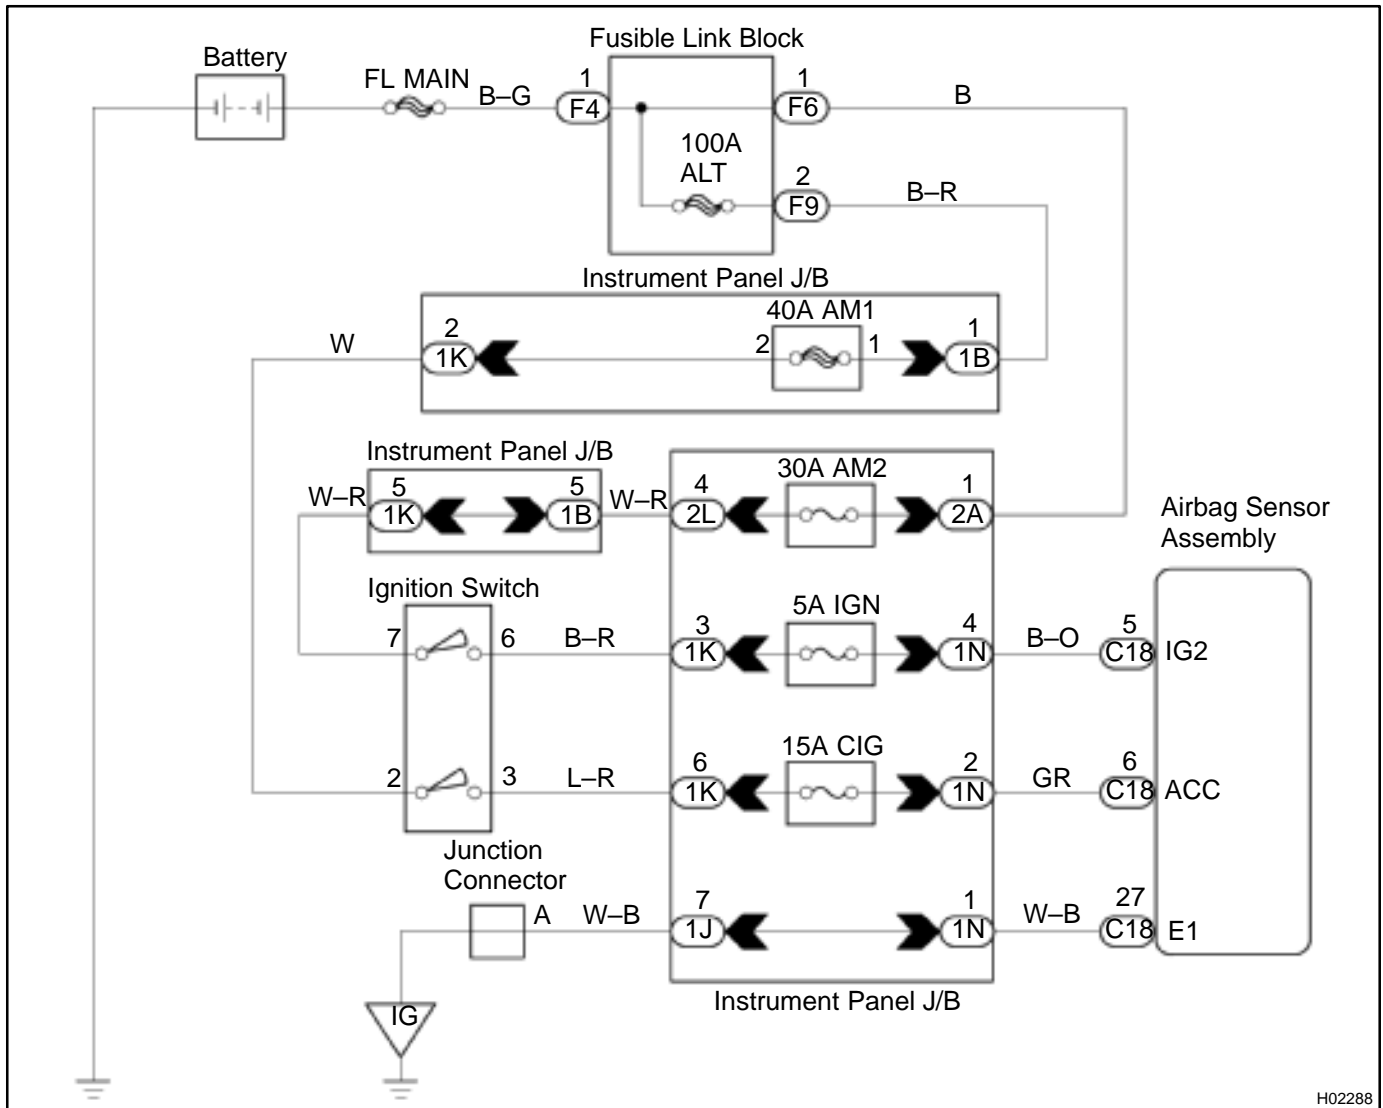 Fusible Link Block
Battery
FL MAIN
B–G
1
F4
1
F6
B
100A
ALT
2
F9
B–R
Instrument Panel J/B
40A AM1
W
2
1K
2
1
1
1B
Instrument Panel J/B
W–R
5
1K
5
1B
W–R
4
2L
30A AM2
1
2A
Airbag Sensor
Assembly
Ignition Switch
7
6
B–R
3
1K
5A IGN
4
1N
B–O
5
C18
IG2
2
3
L–R
6
1K
15A CIG
2
1N
GR
6
C18
ACC
Junction
Connector
A
W–B
7
1J
1
1N
W–B
27
C18
E1
IG
Instrument Panel J/B
H02288